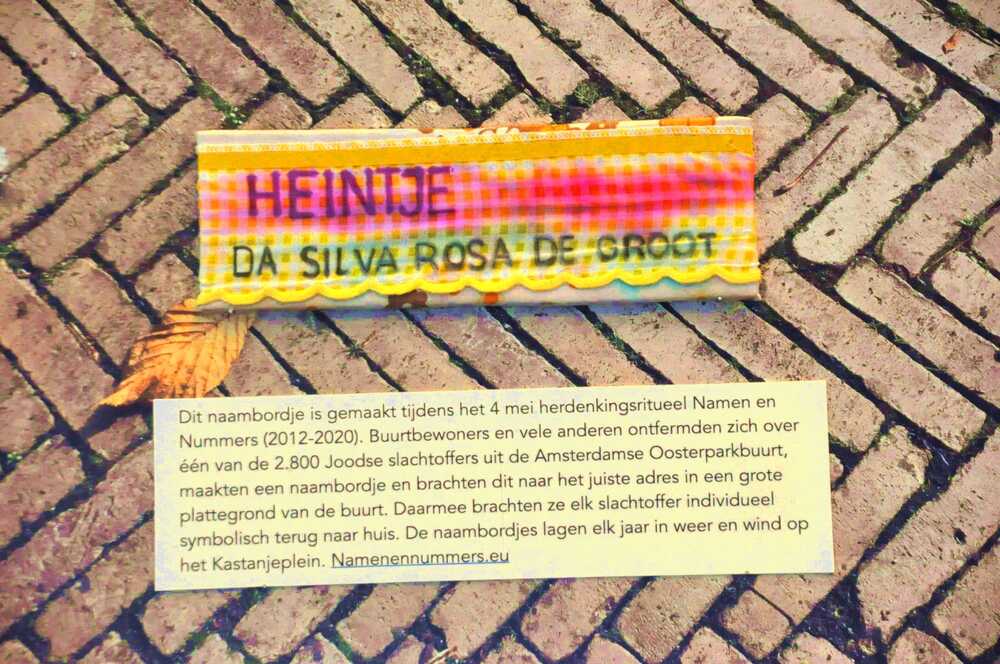 HEINTJE
DA SILVA ROSA DE GROOT
Dit naambordje is gemaakt tijdens het 4 mei herdenkingsritueel Namen en
Nummers (2012-2020). Buurtbewoners en vele anderen ontfermden zich over
één van de 2.800 Joodse slachtoffers uit de Amsterdamse Oosterparkbuurt,
maakten een naambordje en brachten dit naar het juiste adres in een grote
plattegrond van de buurt. Daarmee brachten ze elk slachtoffer individueel
symbolisch terug naar huis. De naambordjes lagen elk jaar in weer en wind op
het Kastanjeplein. Namenennummers.eu